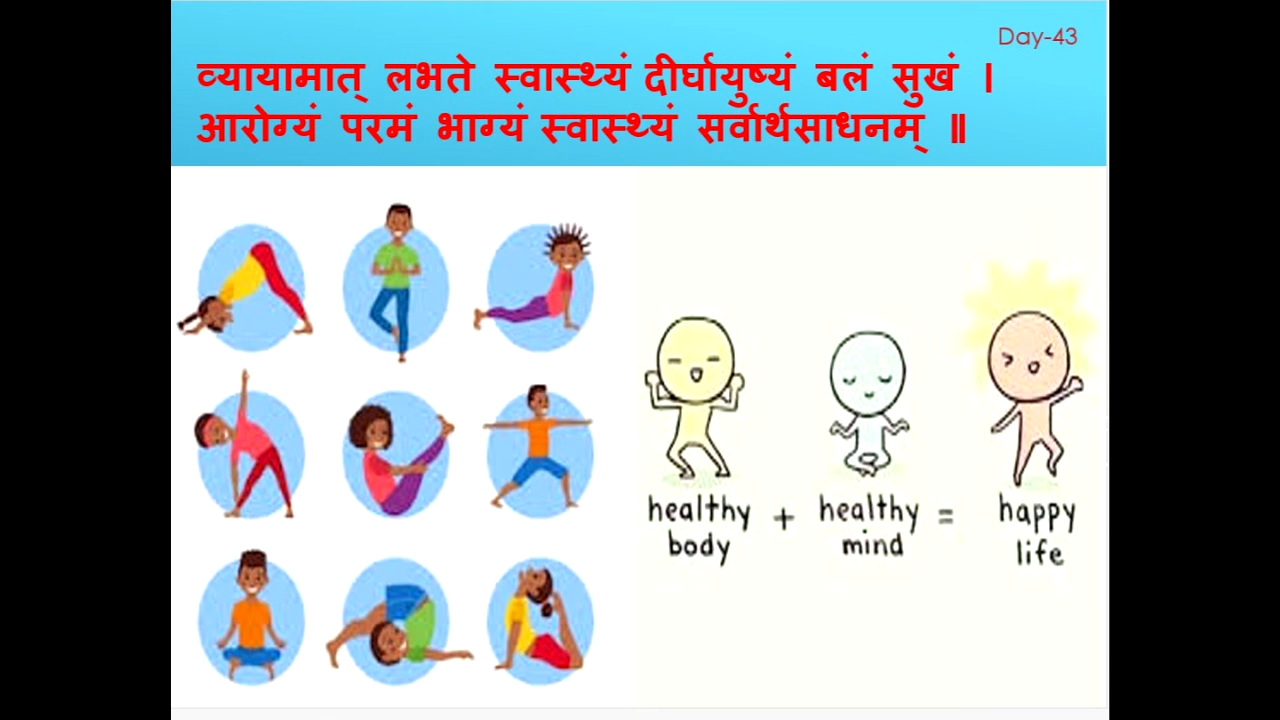 Day-43
व्यायामात् लभते स्वास्थ्यं दीर्घायुष्यं बलं सुखं ।
आरोग्यं परमं भाग्यं स्वास्थ्यं सर्वार्थसाधनम् ॥
healthy body + healthy mind = happy life